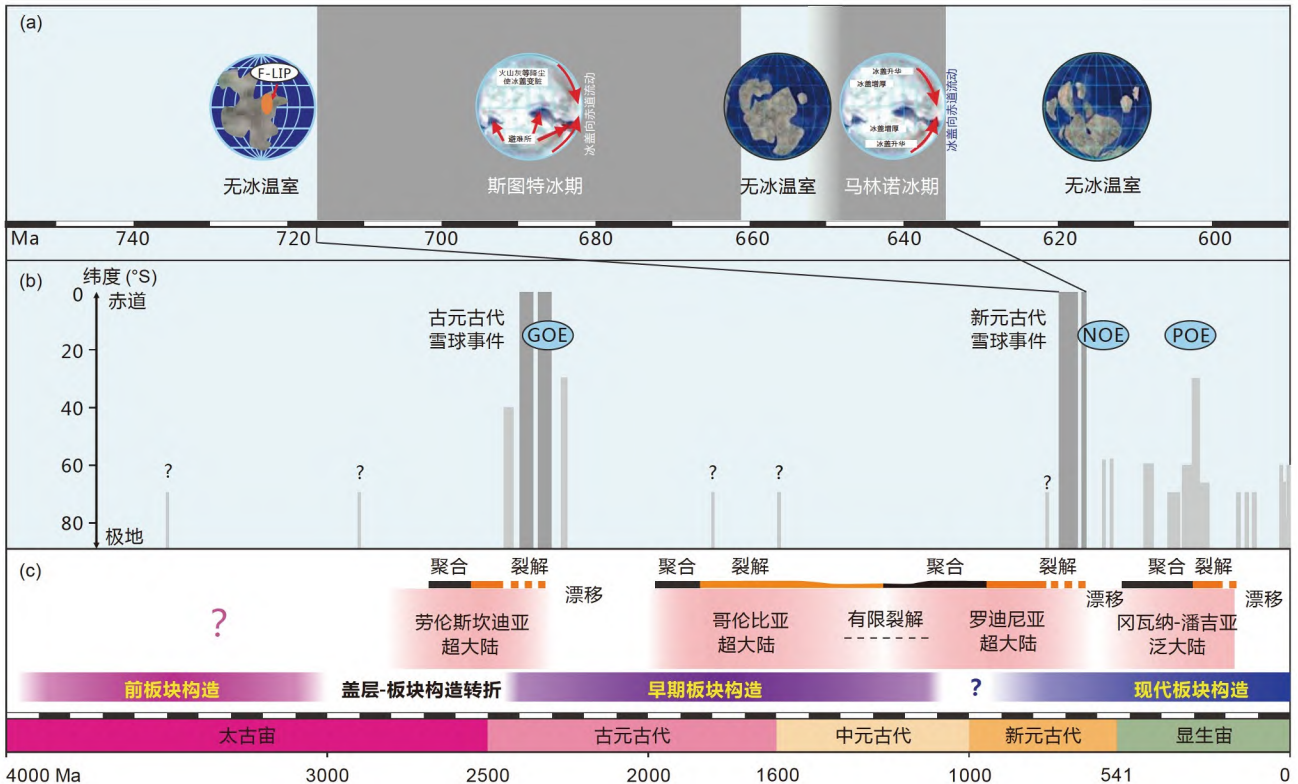 (a)
F-LIP
无冰温室
火山灰等降尘
使冰盖变脏
避难所
冰盖向赤道流动
斯图特冰期
无冰温室
冰盖升华
冰盖增厚
冰盖增厚
冰盖升华
冰盖向赤道流动
马林诺冰期
无冰温室
Ma 740 720 700 680 660 640 620 600
(b)
纬度 (°S)
0 赤道
20
40
60
80
极地
古元古代
雪球事件
GOE
新元古代
雪球事件
NOE
POE
? ? ? ? ?
(c)
聚合 裂解 漂移
聚合 裂解 聚合 裂解 漂移
聚合 裂解 漂移
?
劳伦斯坎迪亚
超大陆
哥伦比亚
超大陆
有限裂解
罗迪尼亚
超大陆
冈瓦纳-潘吉亚
泛大陆
前板块构造 盖层-板块构造转折 早期板块构造 ? 现代板块构造
太古宙 古元古代 中元古代 新元古代 显生宙
4000 Ma 3000 2500 2000 1600 1000 541 0